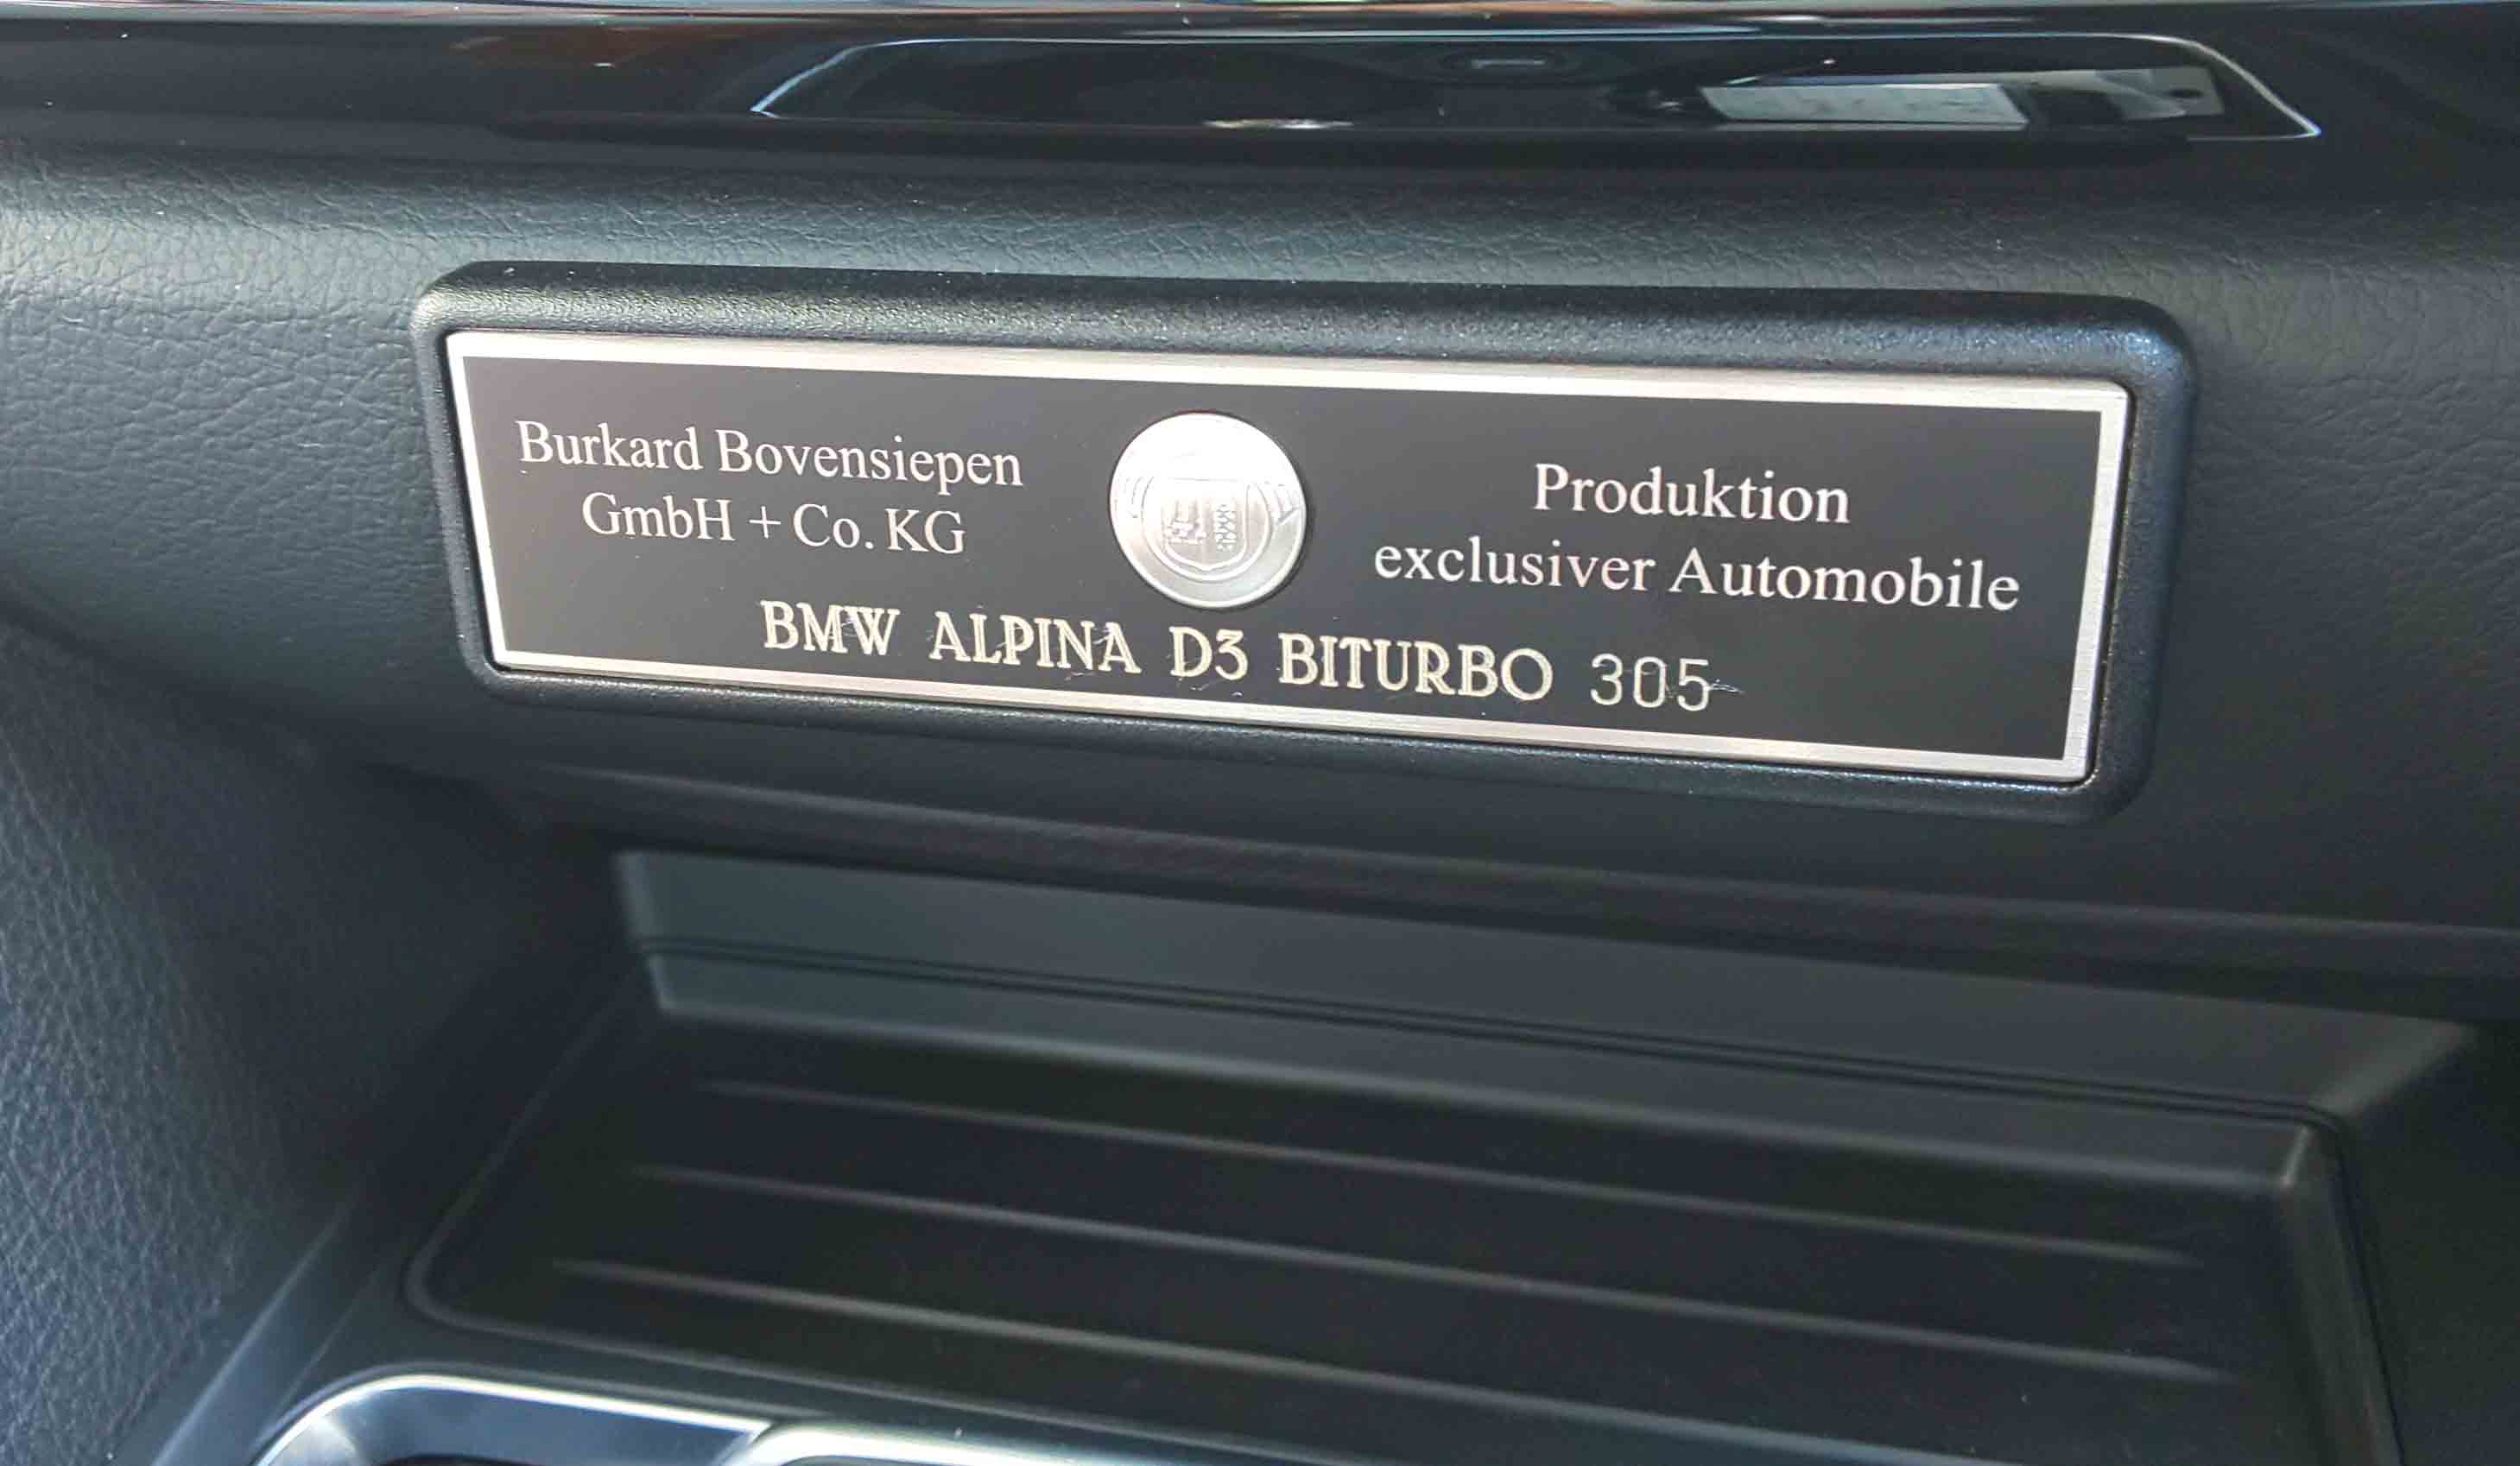 Burkard Bovensiepen
GmbH + Co. KG
Produktion
exclusiver Automobile
BMW ALPINA D3 BITURBO 305